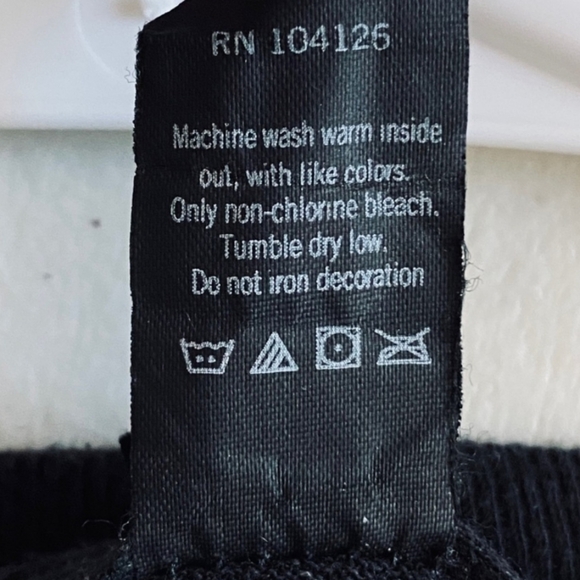 RN 104126
Machine wash warm inside
out, with like colors.
Only non-chlorine bleach.
Tumble dry low.
Do not iron decoration